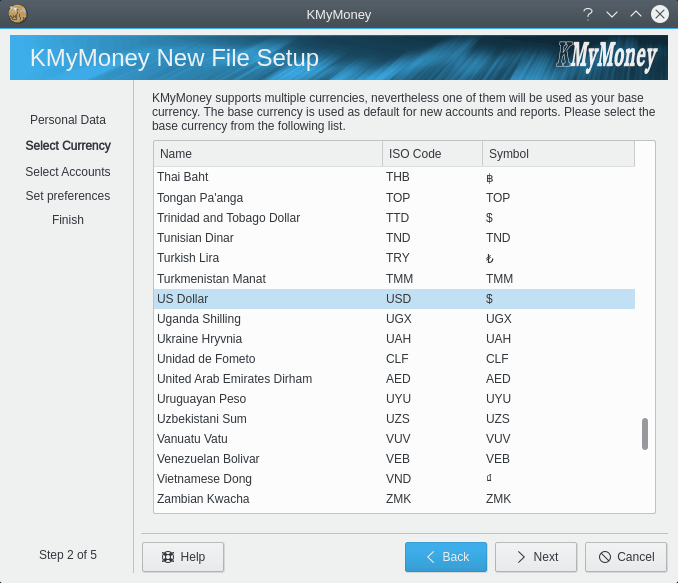 KMyMoney
KMyMoney New File Setup
KMyMoney
Personal Data
Select Currency
Select Accounts
Set preferences
Finish
KMyMoney supports multiple currencies, nevertheless one of them will be used as your base
currency. The base currency is used as default for new accounts and reports. Please select the
base currency from the following list.
Name ISO Code Symbol
Thai Baht THB ฿
Tongan Pa'anga TOP TOP
Trinidad and Tobago Dollar TTD $
Tunisian Dinar TND TND
Turkish Lira TRY ₺
Turkmenistan Manat TMM TMM
US Dollar USD $
Uganda Shilling UGX UGX
Ukraine Hryvnia UAH UAH
Unidad de Fometo CLF CLF
United Arab Emirates Dirham AED AED
Uruguayan Peso UYU UYU
Uzbekistani Sum UZS UZS
Vanuatu Vatu VUV VUV
Venezuelan Bolivar VEB VEB
Vietnamese Dong VND ₫
Zambian Kwacha ZMK ZMK
Step 2 of 5
Help
Back
Next
Cancel